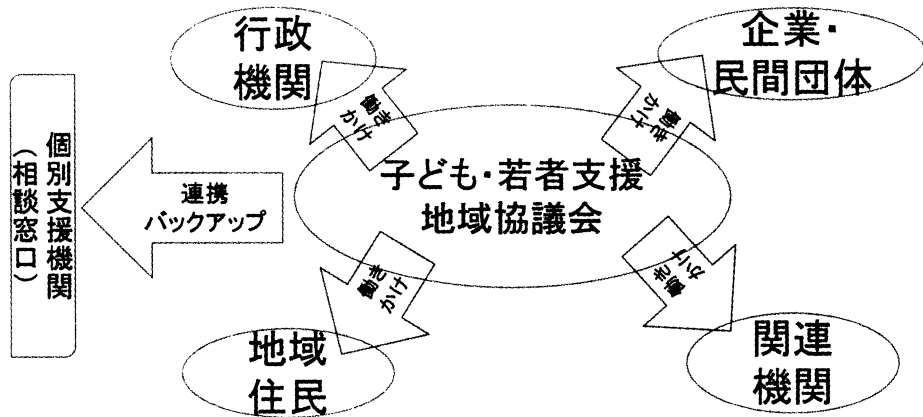 行政
機関
企業・
民間団体
働き
かけ
働き
かけ
個別支援機関
（相談窓口）
連携
バックアップ
子ども・若者支援
地域協議会
働き
かけ
働き
かけ
地域
住民
関連
機関